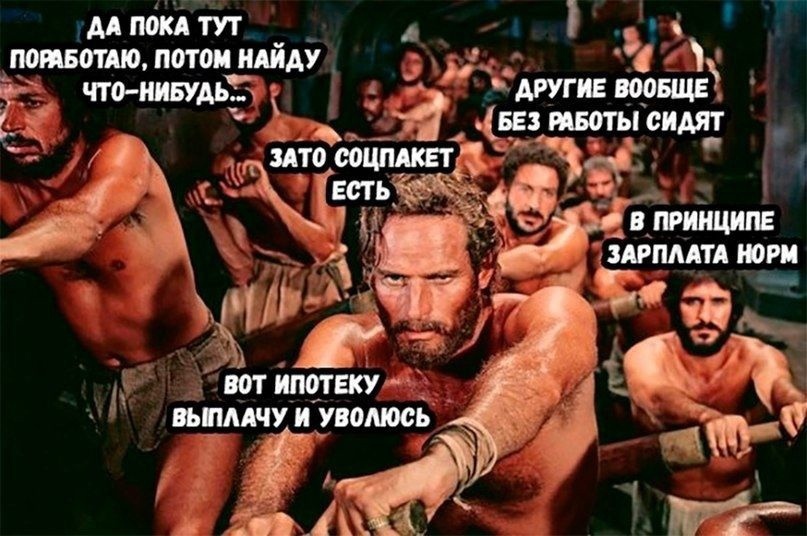 ДА ПОКА ТУТ
ПОРАБОТАЮ, ПОТОМ НАЙДУ
ЧТО-НИБУДЬ...
ДРУГИЕ ВООБЩЕ
БЕЗ РАБОТЫ СИДЯТ
ЗАТО СОЦПАКЕТ
ЕСТЬ
В ПРИНЦИПЕ
ЗАРПЛАТА НОРМ
ВОТ ИПОТЕКУ
ВЫПЛАЧУ И УВОЛЮСЬ